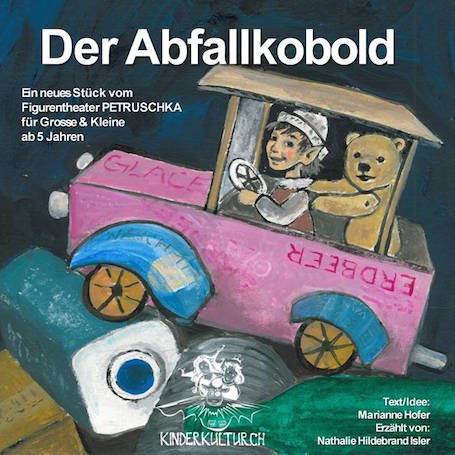 Der Abfallkobold
Ein neues Stück vom
Figurentheater PETRUSCHKA
für Grosse & Kleine
ab 5 Jahren
GLACE
ERDBEER
KINDERKULTUR.CH
Text/Idee:
Marianne Hofer
Erzählt von:
Nathalie Hildebrand Isler